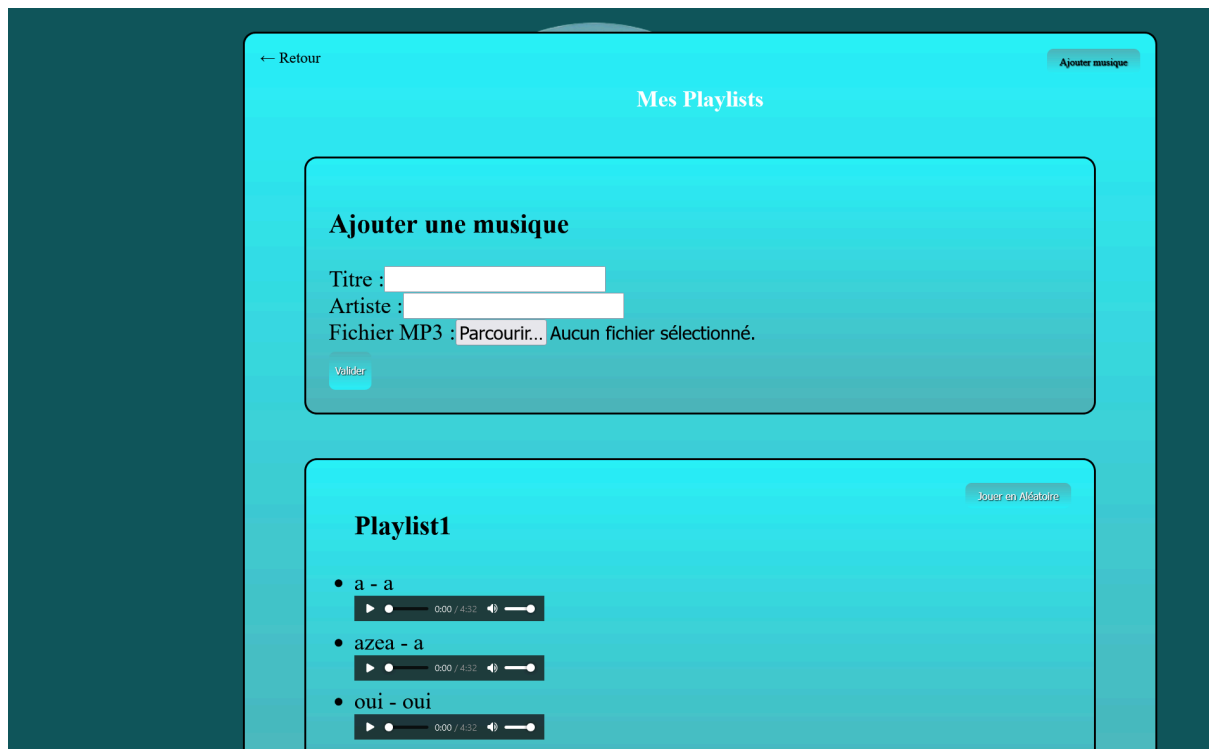 ← Retour
Ajouter musique
Mes Playlists
Ajouter une musique
Titre :
Artiste :
Fichier MP3 : Parcourir... Aucun fichier sélectionné.
Valider
Jouer en Aléatoire
Playlist1
a - a
0:00 / 4:32
azea - a
0:00 / 4:32
oui - oui
0:00 / 4:32